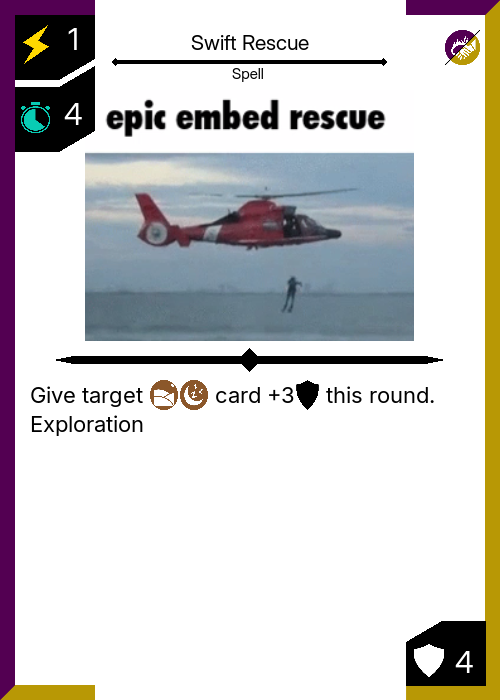 1
Swift Rescue
Spell
4
epic embed rescue
Give target card +3 this round.
Exploration
4